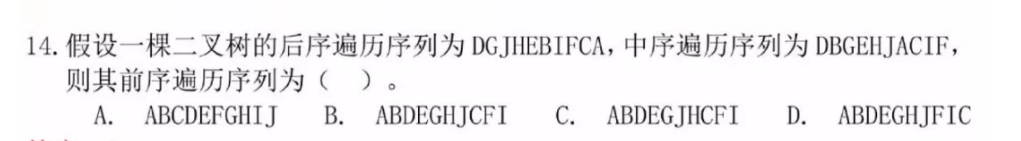 14. 假设一棵二叉树的后序遍历序列为 DGJHEBIFCA，中序遍历序列为 DBGEHJACIF，
则其前序遍历序列为（ ）。
A. ABCDEFGHIJ B. ABDEGHJCFI C. ABDEGJHCFI D. ABDEGHJFIC